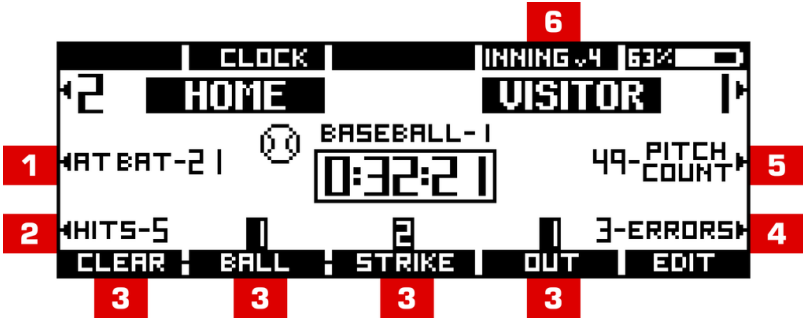 6
CLOCK INNING 4 63%
2 HOME VISITOR 1
BASEBALL-1
1 AT BAT-21 0:32:21 49-PITCH COUNT 5
2 HITS-5 1 2 1 3-ERRORS 4
CLEAR BALL STRIKE OUT EDIT
3 3 3 3